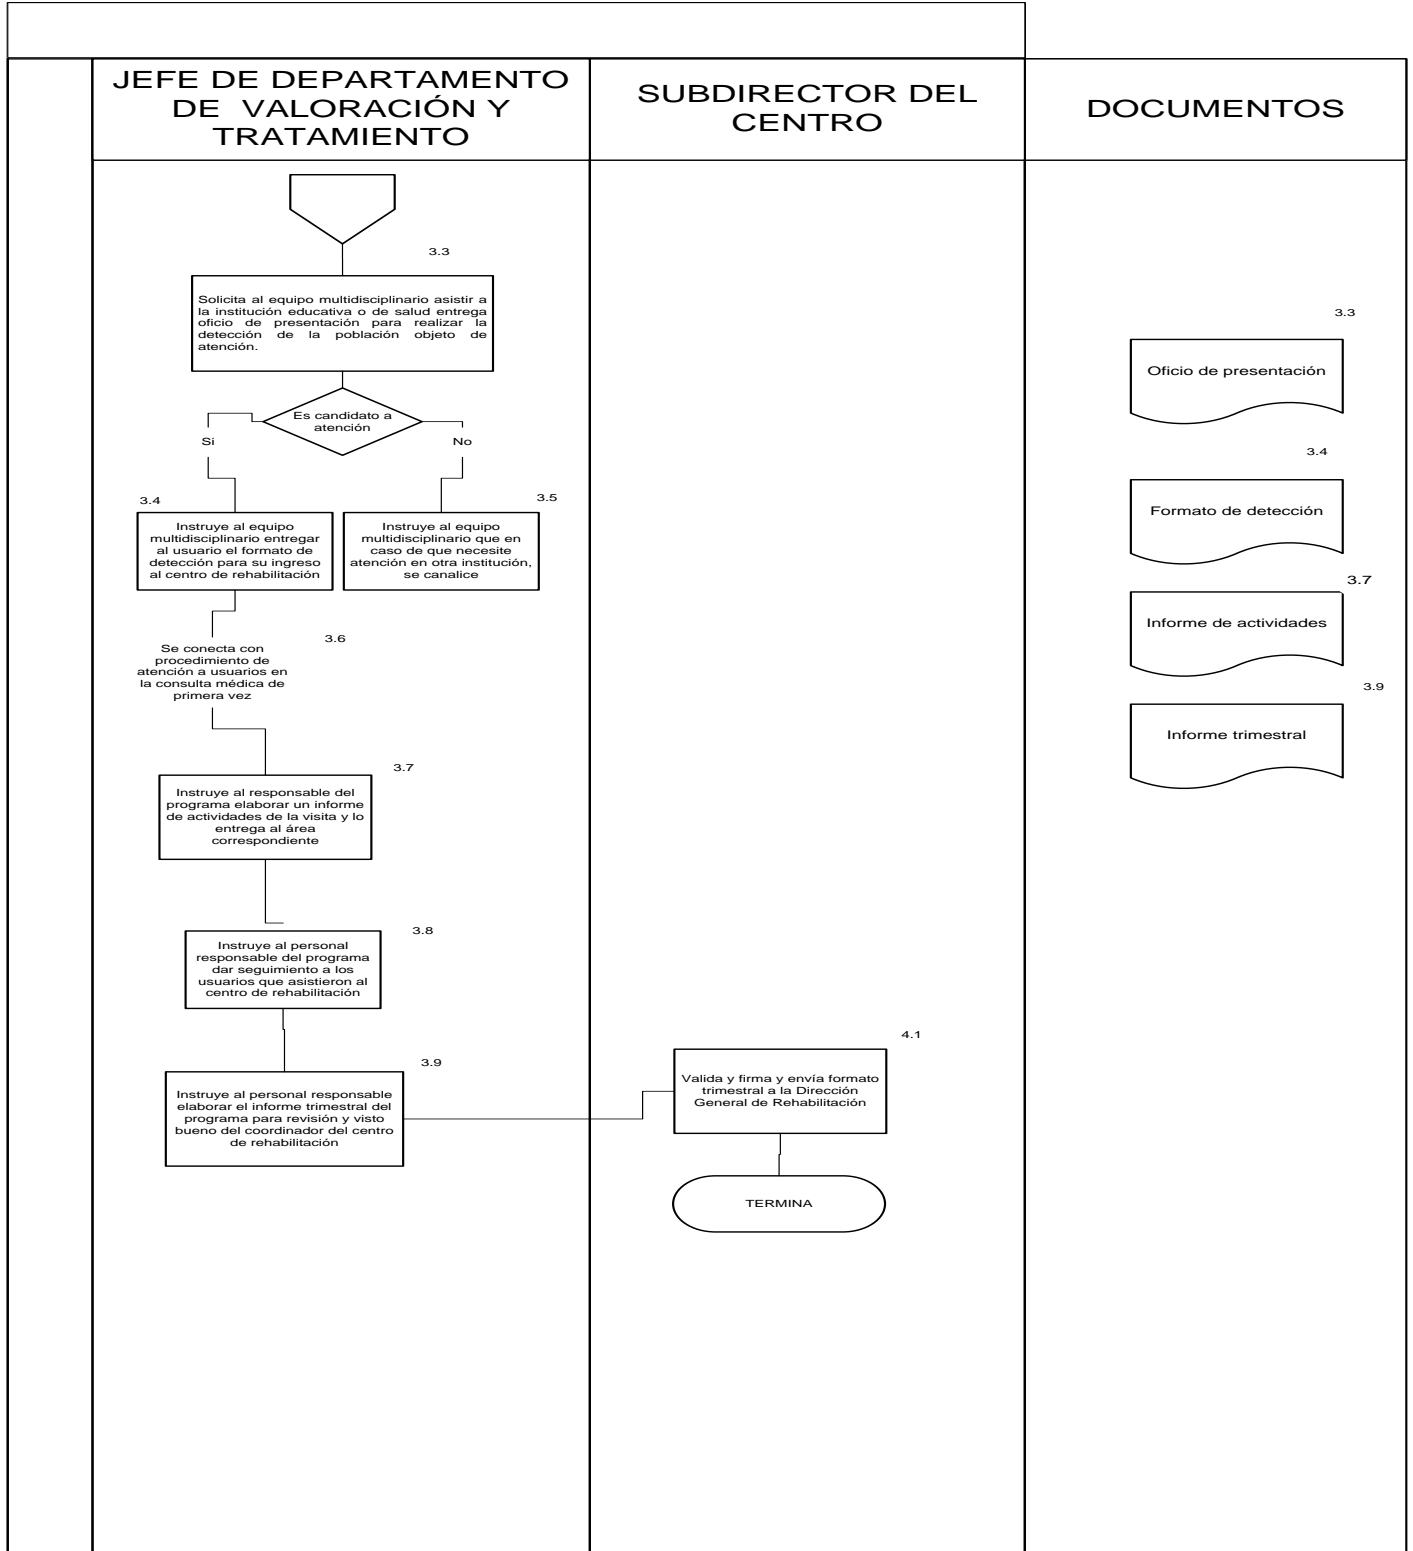 JEFE DE DEPARTAMENTO
DE VALORACIÓN Y
TRATAMIENTO
SUBDIRECTOR DEL
CENTRO
DOCUMENTOS
3.3
Solicita al equipo multidisciplinario asistir a
la institución educativa o de salud entrega
oficio de presentación para realizar la
detección de la población objeto de
atención.
Es candidato a
atención
Si
No
3.4
Instruye al equipo
multidisciplinario entregar
al usuario el formato de
detección para su ingreso
al centro de rehabilitación
3.5
Instruye al equipo
multidisciplinario que en
caso de que necesite
atención en otra institución,
se canalice
3.6
Se conecta con
procedimiento de
atención a usuarios en
la consulta médica de
primera vez
3.7
Instruye al responsable del
programa elaborar un informe
de actividades de la visita y lo
entrega al área
correspondiente
3.8
Instruye al personal
responsable del programa
dar seguimiento a los
usuarios que asistieron al
centro de rehabilitación
3.9
Instruye al personal responsable
elaborar el informe trimestral del
programa para revisión y visto
bueno del coordinador del centro
de rehabilitación
4.1
Valida y firma y envía formato
trimestral a la Dirección
General de Rehabilitación
TERMINA
3.3
Oficio de presentación
3.4
Formato de detección
3.7
Informe de actividades
3.9
Informe trimestral